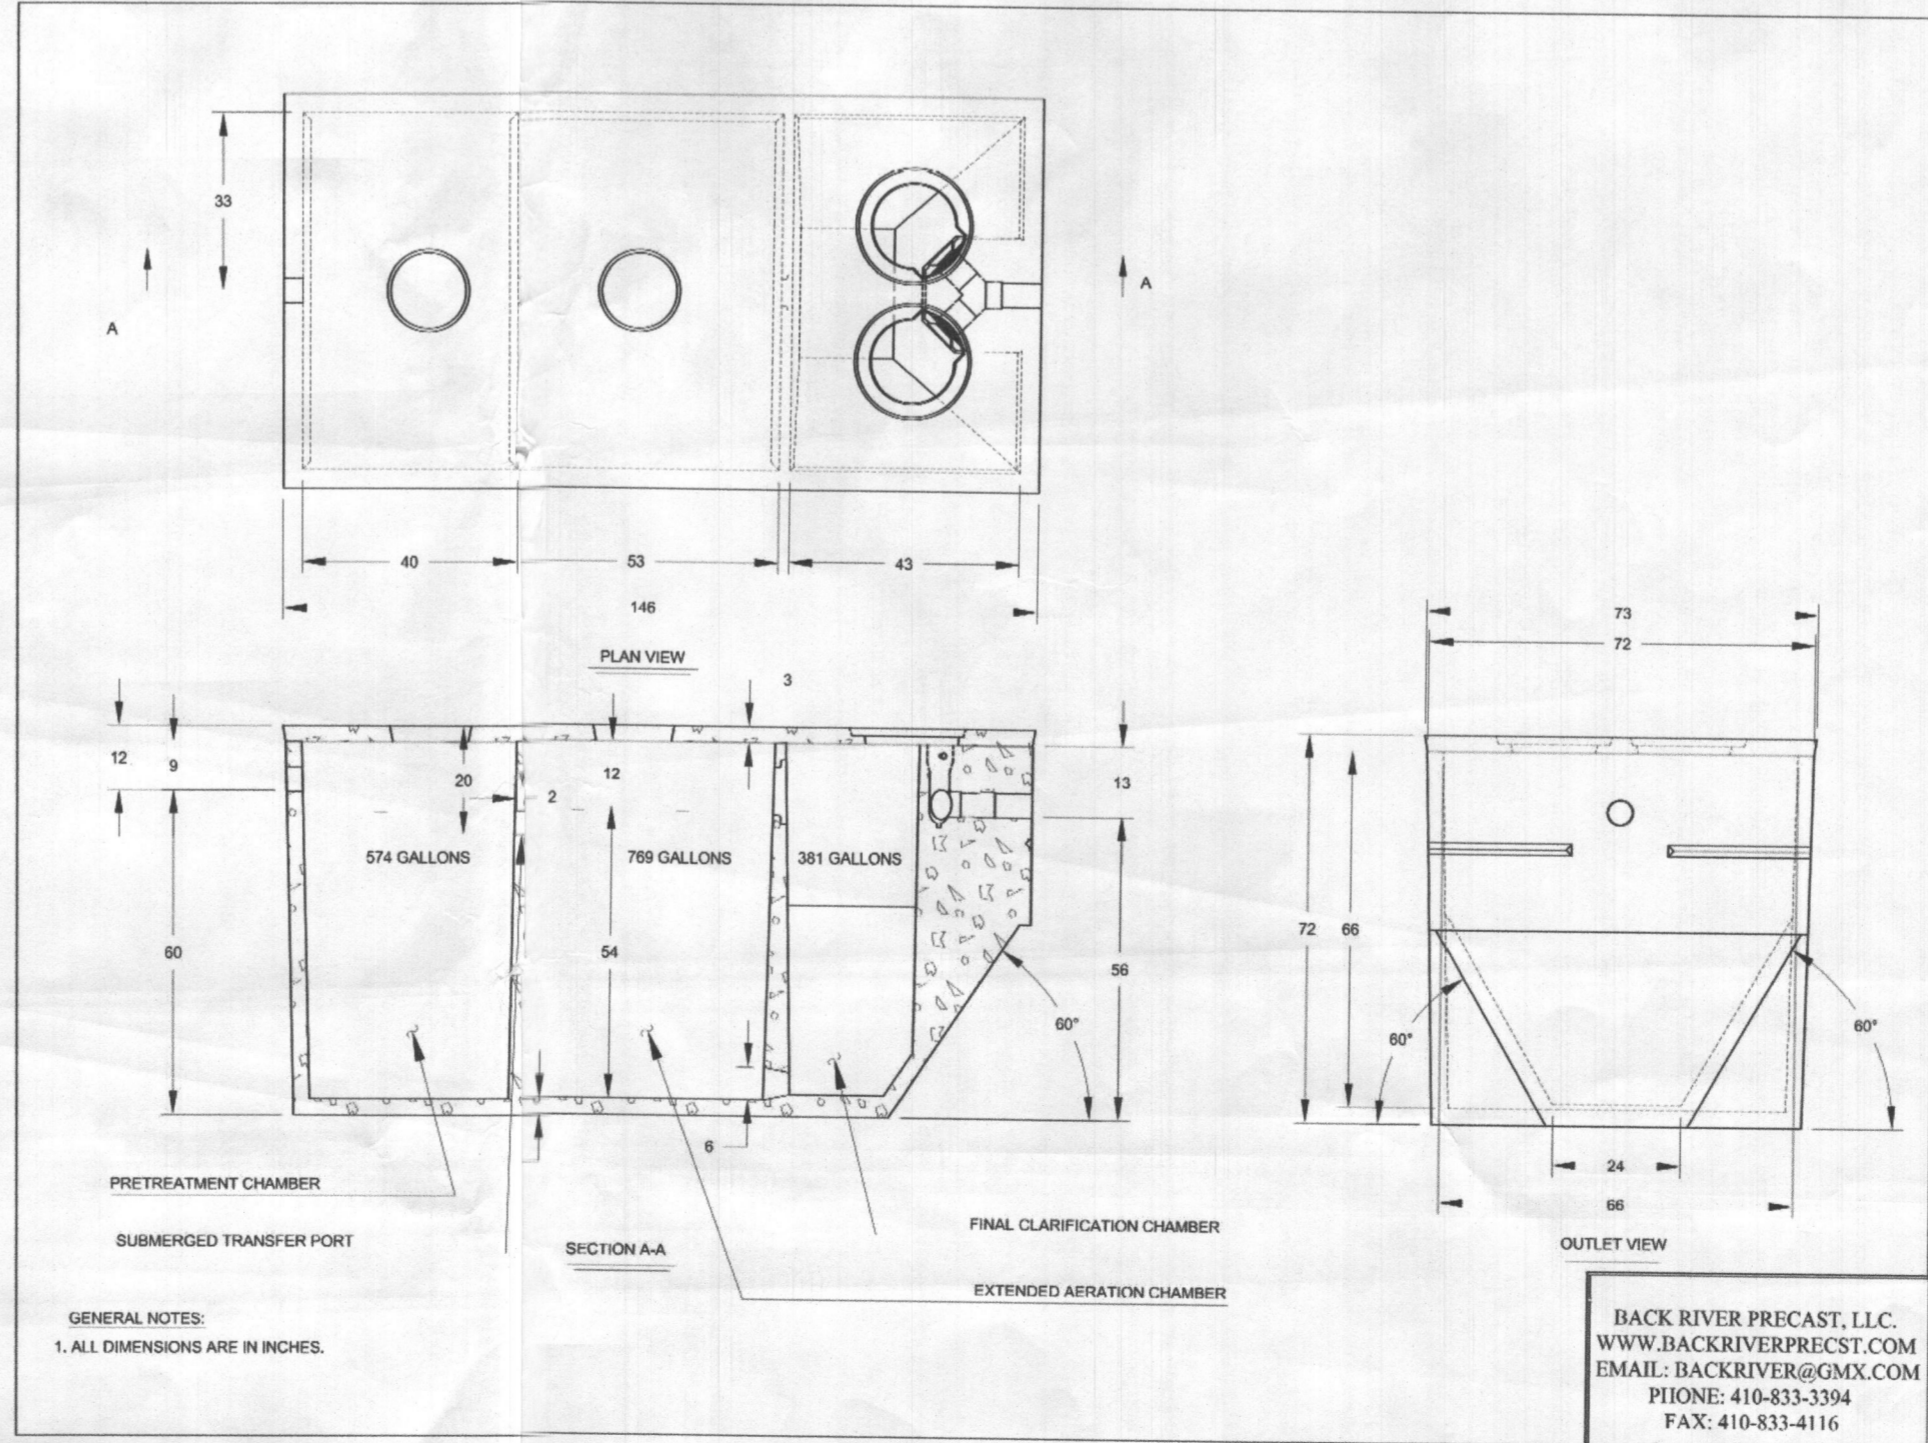 33
A
A
40
53
43
146
PLAN VIEW
3
12
9
20
2
12
13
574 GALLONS
769 GALLONS
381 GALLONS
60
54
56
60°
6
PRETREATMENT CHAMBER
SUBMERGED TRANSFER PORT
SECTION A-A
FINAL CLARIFICATION CHAMBER
EXTENDED AERATION CHAMBER
73
72
72
66
60°
60°
24
66
OUTLET VIEW
GENERAL NOTES:
1. ALL DIMENSIONS ARE IN INCHES.
BACK RIVER PRECAST, LLC.
WWW.BACKRIVERPRECST.COM
EMAIL: BACKRIVER@GMX.COM
PHONE: 410-833-3394
FAX: 410-833-4116